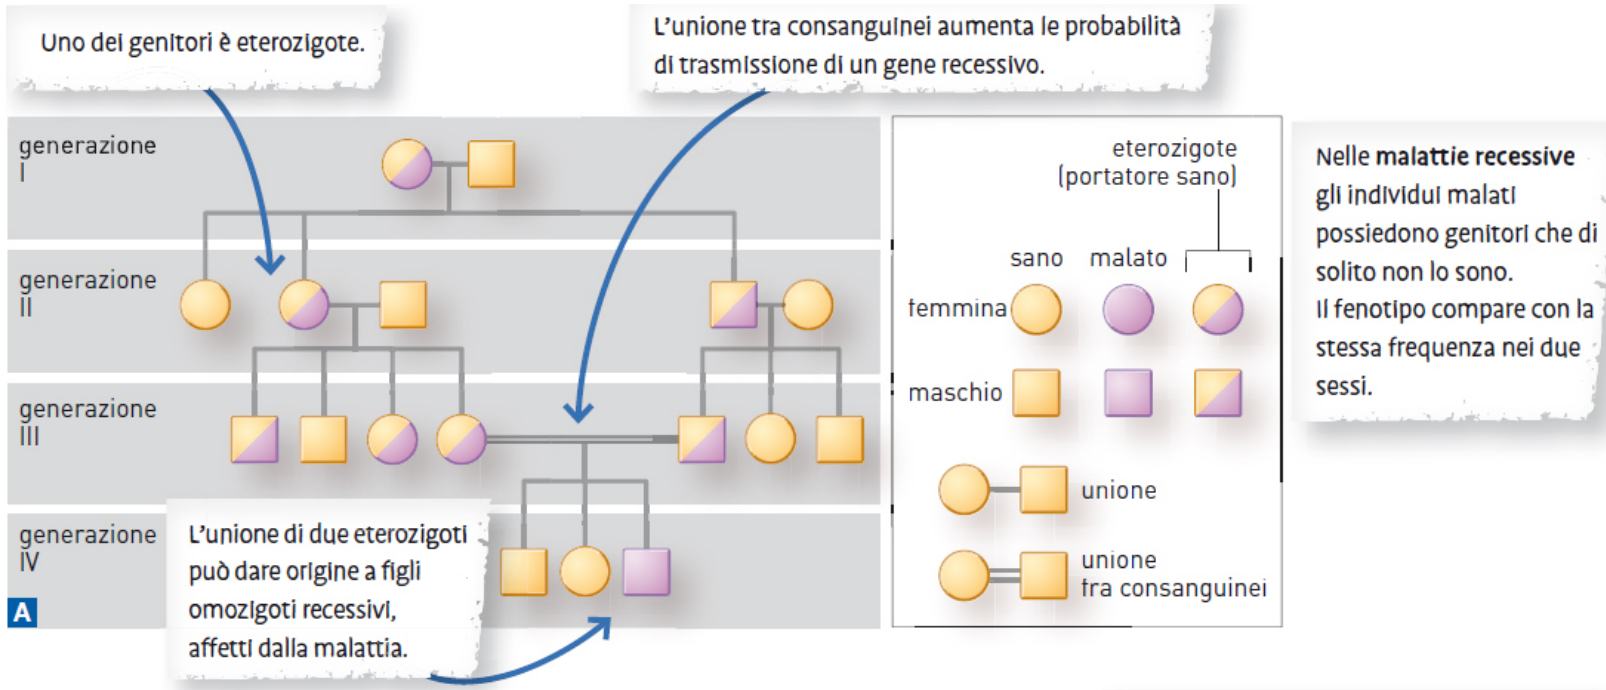 Uno dei genitori è eterozigote.
L'unione tra consanguinei aumenta le probabilità
di trasmissione di un gene recessivo.
generazione
I
generazione
II
generazione
III
generazione
IV
L'unione di due eterozigoti
può dare origine a figli
omozigoti recessivi,
affetti dalla malattia.
A
eterozigote
(portatore sano)
sano malato
femmina
maschio
unione
unione
fra consanguinei
Nelle malattie recessive
gli individui malati
possiedono genitori che di
solito non lo sono.
Il fenotipo compare con la
stessa frequenza nei due
sessi.